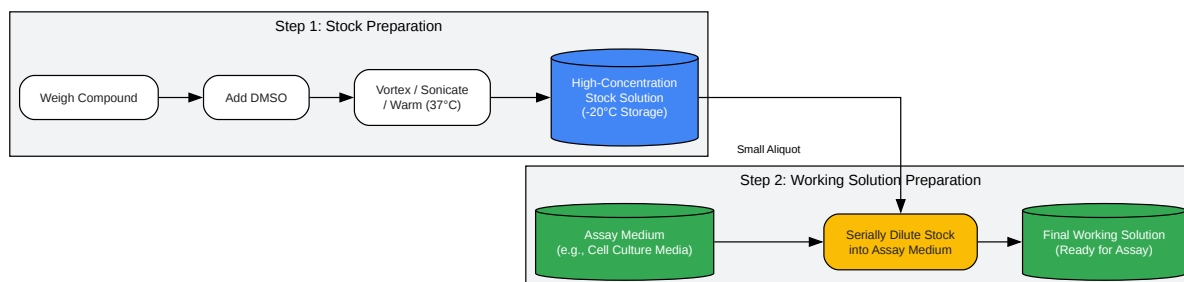 Step 1: Stock Preparation
Weigh Compound
Add DMSO
Vortex / Sonicate
/ Warm (37°C)
High-Concentration
Stock Solution
(-20°C Storage)
Small Aliquot
Step 2: Working Solution Preparation
Assay Medium
(e.g., Cell Culture Media)
Serially Dilute Stock
into Assay Medium
Final Working Solution
(Ready for Assay)